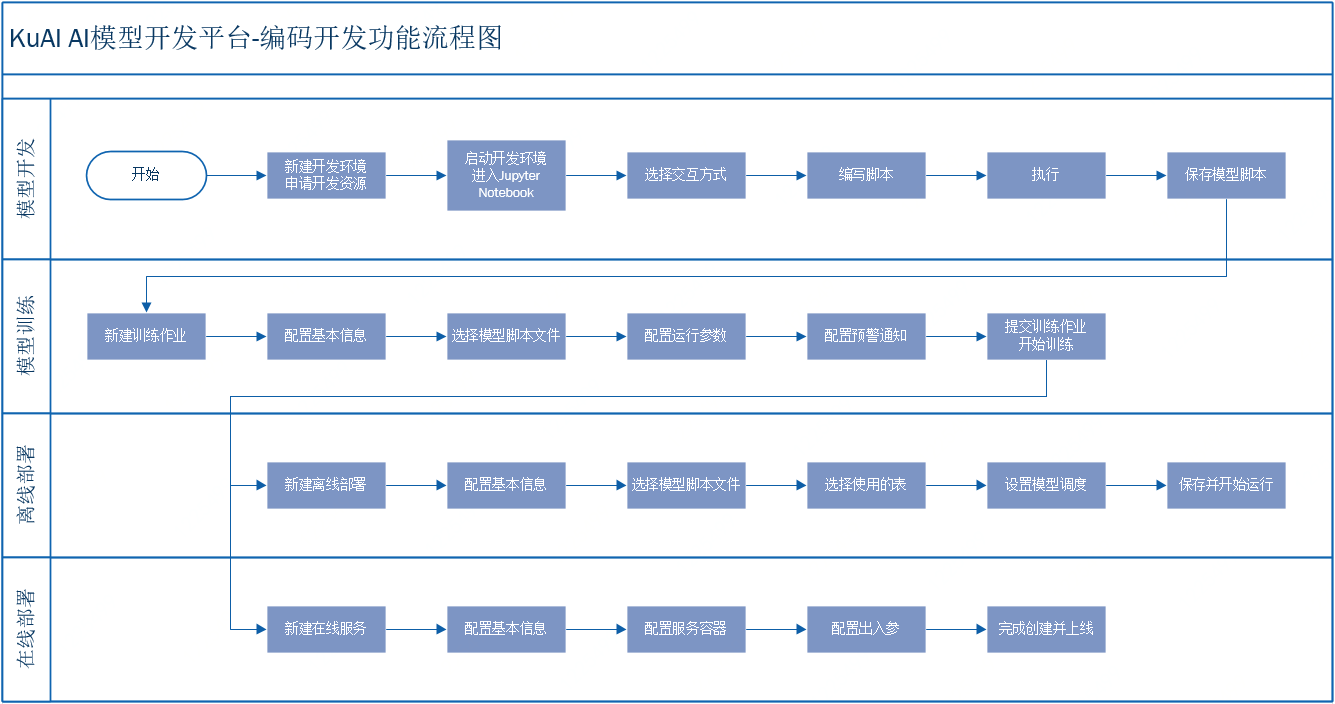 KuAI AI模型开发平台-编码开发功能流程图
模型开发
开始
新建开发环境
申请开发资源
启动开发环境
进入Jupyter
Notebook
选择交互方式
编写脚本
执行
保存模型脚本
模型训练
新建训练作业
配置基本信息
选择模型脚本文件
配置运行参数
配置预警通知
提交训练作业
开始训练
离线部署
新建离线部署
配置基本信息
选择模型脚本文件
选择使用的表
设置模型调度
保存并开始运行
在线部署
新建在线服务
配置基本信息
配置服务容器
配置出入参
完成创建并上线